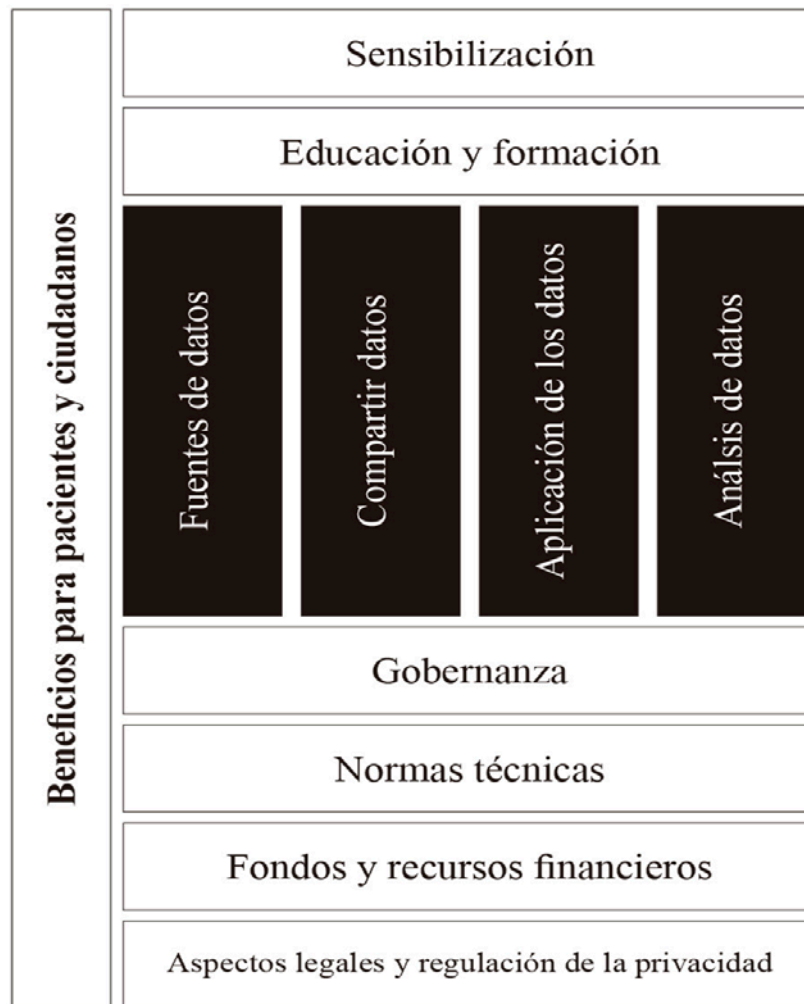 Beneficios para pacientes y ciudadanos
Sensibilización
Educación y formación
Fuentes de datos
Compartir datos
Aplicación de los datos
Análsis de datos
Gobernanza
Normas técnicas
Fondos y recursos financieros
Aspectos legales y regulación de la privacidad